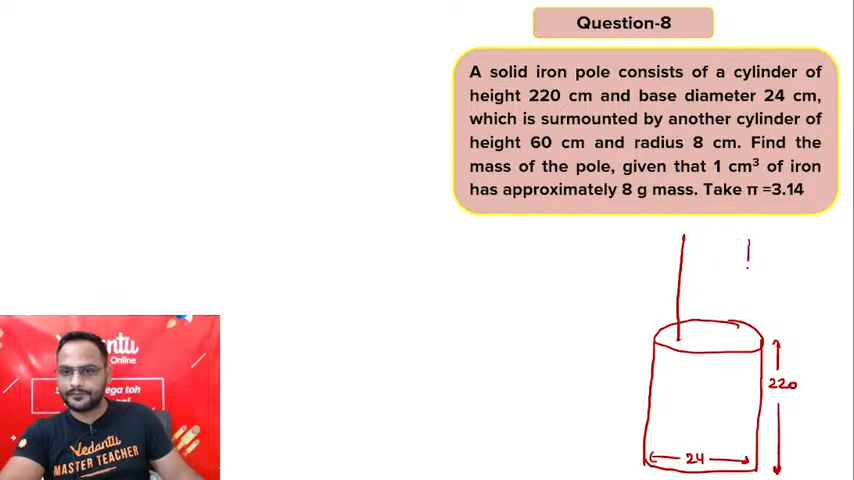 Question-8
A solid iron pole consists of a cylinder of
height 220 cm and base diameter 24 cm,
which is surmounted by another cylinder of
height 60 cm and radius 8 cm. Find the
mass of the pole, given that 1 cm³ of iron
has approximately 8 g mass. Take π =3.14
220
24
Online
Vedantu
MASTER TEACHER